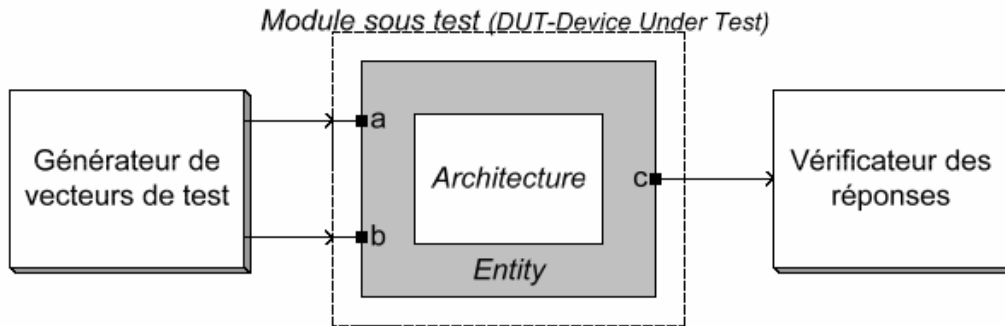 Module sous test (DUT-Device Under Test)
Générateur de
vecteurs de test
a
b
Architecture
Entity
c
Vérificateur des
réponses